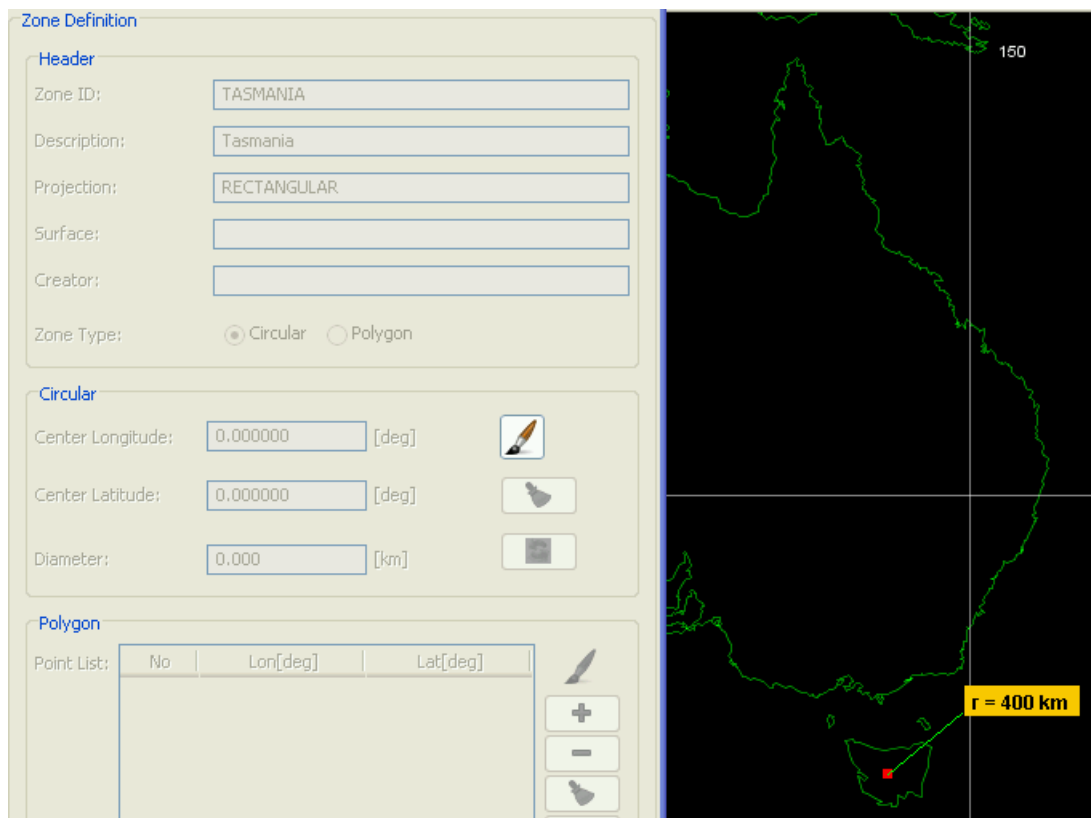 Zone Definition
Header
Zone ID: TASMANIA
Description: Tasmania
Projection: RECTANGULAR
Surface:
Creator:
Zone Type: Circular Polygon
Circular
Center Longitude: 0.000000 [deg]
Center Latitude: 0.000000 [deg]
Diameter: 0.000 [km]
Polygon
Point List: No Lon[deg] Lat[deg]
150
r = 400 km